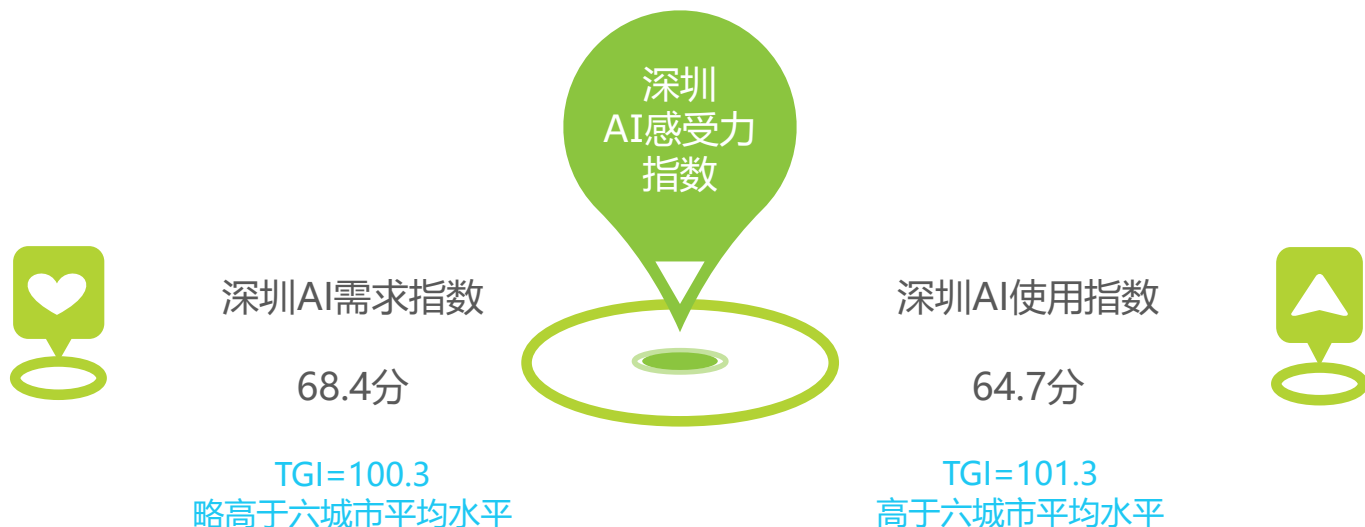 深圳
AI感受力
指数
深圳AI需求指数
68.4分
TGI=100.3
略高于六城市平均水平
深圳AI使用指数
64.7分
TGI=101.3
高于六城市平均水平